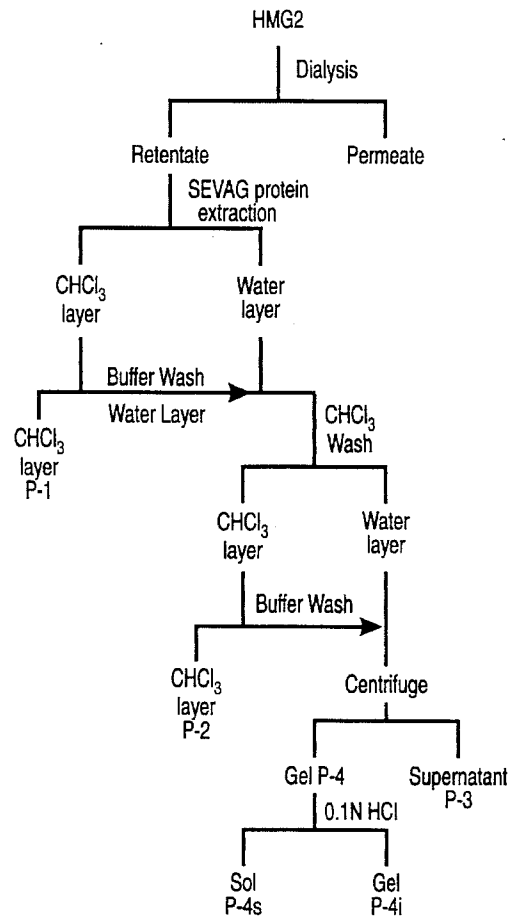 HMG2
Dialysis
Retentate
Permeate
SEVAG protein
extraction
CHCl3
layer
Water
layer
Buffer Wash
Water Layer
CHCl3
layer
P-1
CHCl3
Wash
CHCl3
layer
Water
layer
Buffer Wash
CHCl3
layer
P-2
Centrifuge
Gel P-4
Supernatant
P-3
0.1N HCl
Sol
P-4s
Gel
P-4i